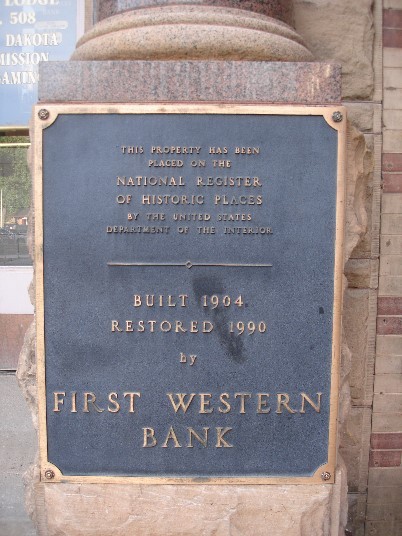 LODGE
508
DAKOTA
MISSION
GAMING
THIS PROPERTY HAS BEEN
PLACED ON THE
NATIONAL REGISTER
OF HISTORIC PLACES
BY THE UNITED STATES
DEPARTMENT OF THE INTERIOR
BUILT 1904
RESTORED 1990
by
FIRST WESTERN
BANK